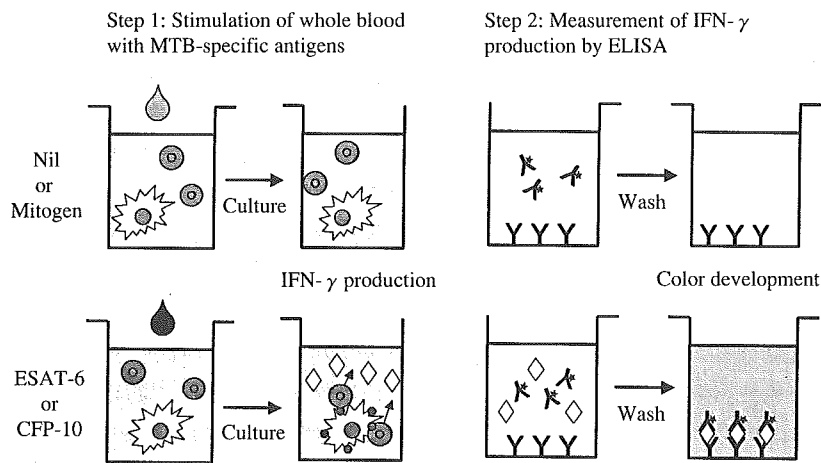 Step 1: Stimulation of whole blood
with MTB-specific antigens
Step 2: Measurement of IFN-γ
production by ELISA
Nil
or
Mitogen
Culture
Wash
IFN-γ production
Color development
ESAT-6
or
CFP-10
Culture
Wash